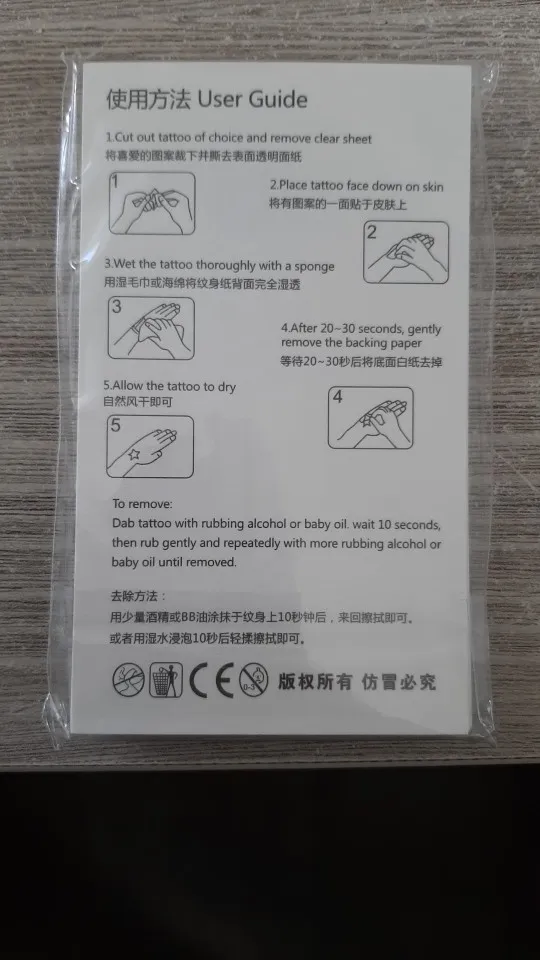 使用方法 User Guide
1.Cut out tattoo of choice and remove clear sheet
将喜爱的图案裁下并撕去表面透明面纸
1
2.Place tattoo face down on skin
将有图案的一面贴于皮肤上
2
3.Wet the tattoo thoroughly with a sponge
用湿毛巾或海绵将纹身纸背面完全湿透
3
4.After 20~30 seconds, gently
remove the backing paper
等待20~30秒后将底面白纸去掉
4
5.Allow the tattoo to dry
自然风干即可
5
To remove:
Dab tattoo with rubbing alcohol or baby oil. wait 10 seconds,
then rub gently and repeatedly with more rubbing alcohol or
baby oil until removed.
去除方法：
用少量酒精或BB油涂抹于纹身上10秒钟后，来回擦拭即可。
或者用湿水浸泡10秒后轻揉擦拭即可。
CE 0-3 版权所有 仿冒必究